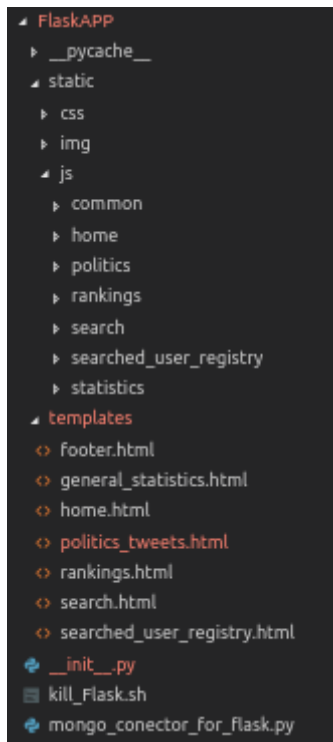 FlaskAPP
__pycache__
static
css
img
js
common
home
politics
rankings
search
searched_user_registry
statistics
templates
footer.html
general_statistics.html
home.html
politics_tweets.html
rankings.html
search.html
searched_user_registry.html
__init__.py
kill_Flask.sh
mongo_conector_for_flask.py